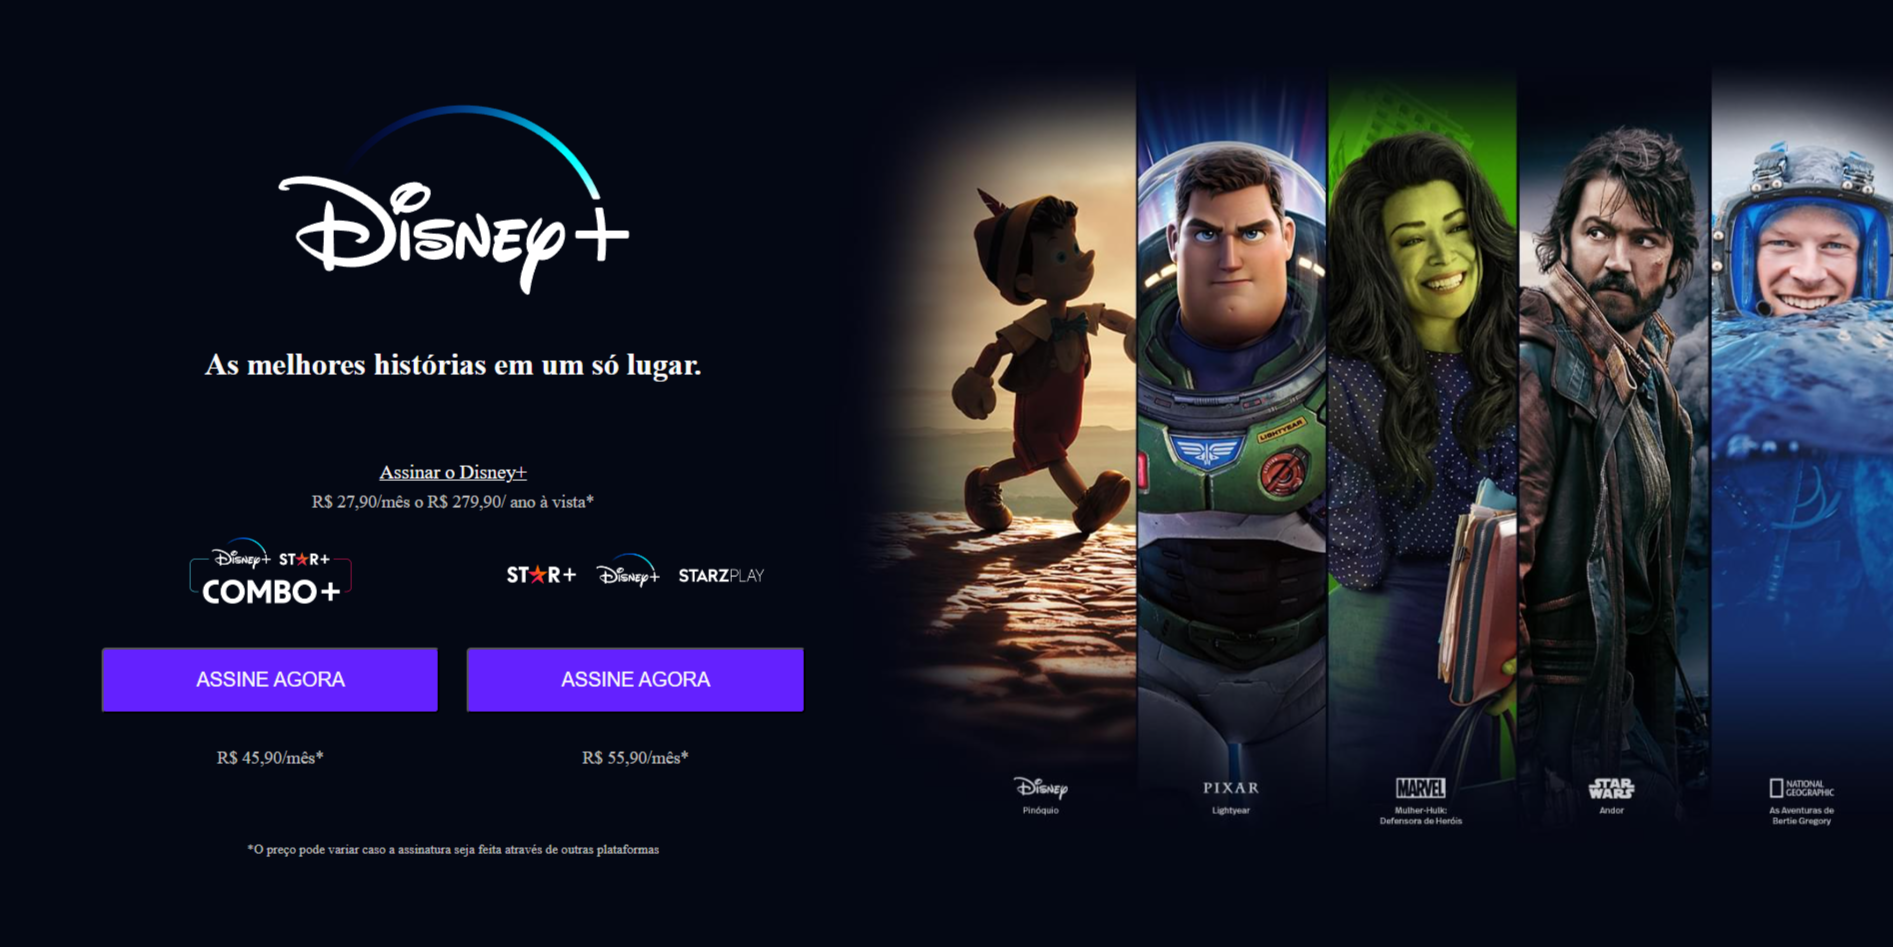 Disney+
As melhores histórias em um só lugar.
Assinar o Disney+
R$ 27,90/mês o R$ 279,90/ ano à vista*
Disney+ STAR+
COMBO+
STAR+ Disney+ STARZPLAY
ASSINE AGORA
ASSINE AGORA
R$ 45,90/mês*
R$ 55,90/mês*
*O preço pode variar caso a assinatura seja feita através de outras plataformas
LIGHTYEAR
Disney
Pinóquio
PIXAR
Lightyear
MARVEL
Mulher-Hulk:
Defensora de Heróis
STAR
WARS
Andor
NATIONAL
GEOGRAPHIC
As Aventuras de
Bertie Gregory